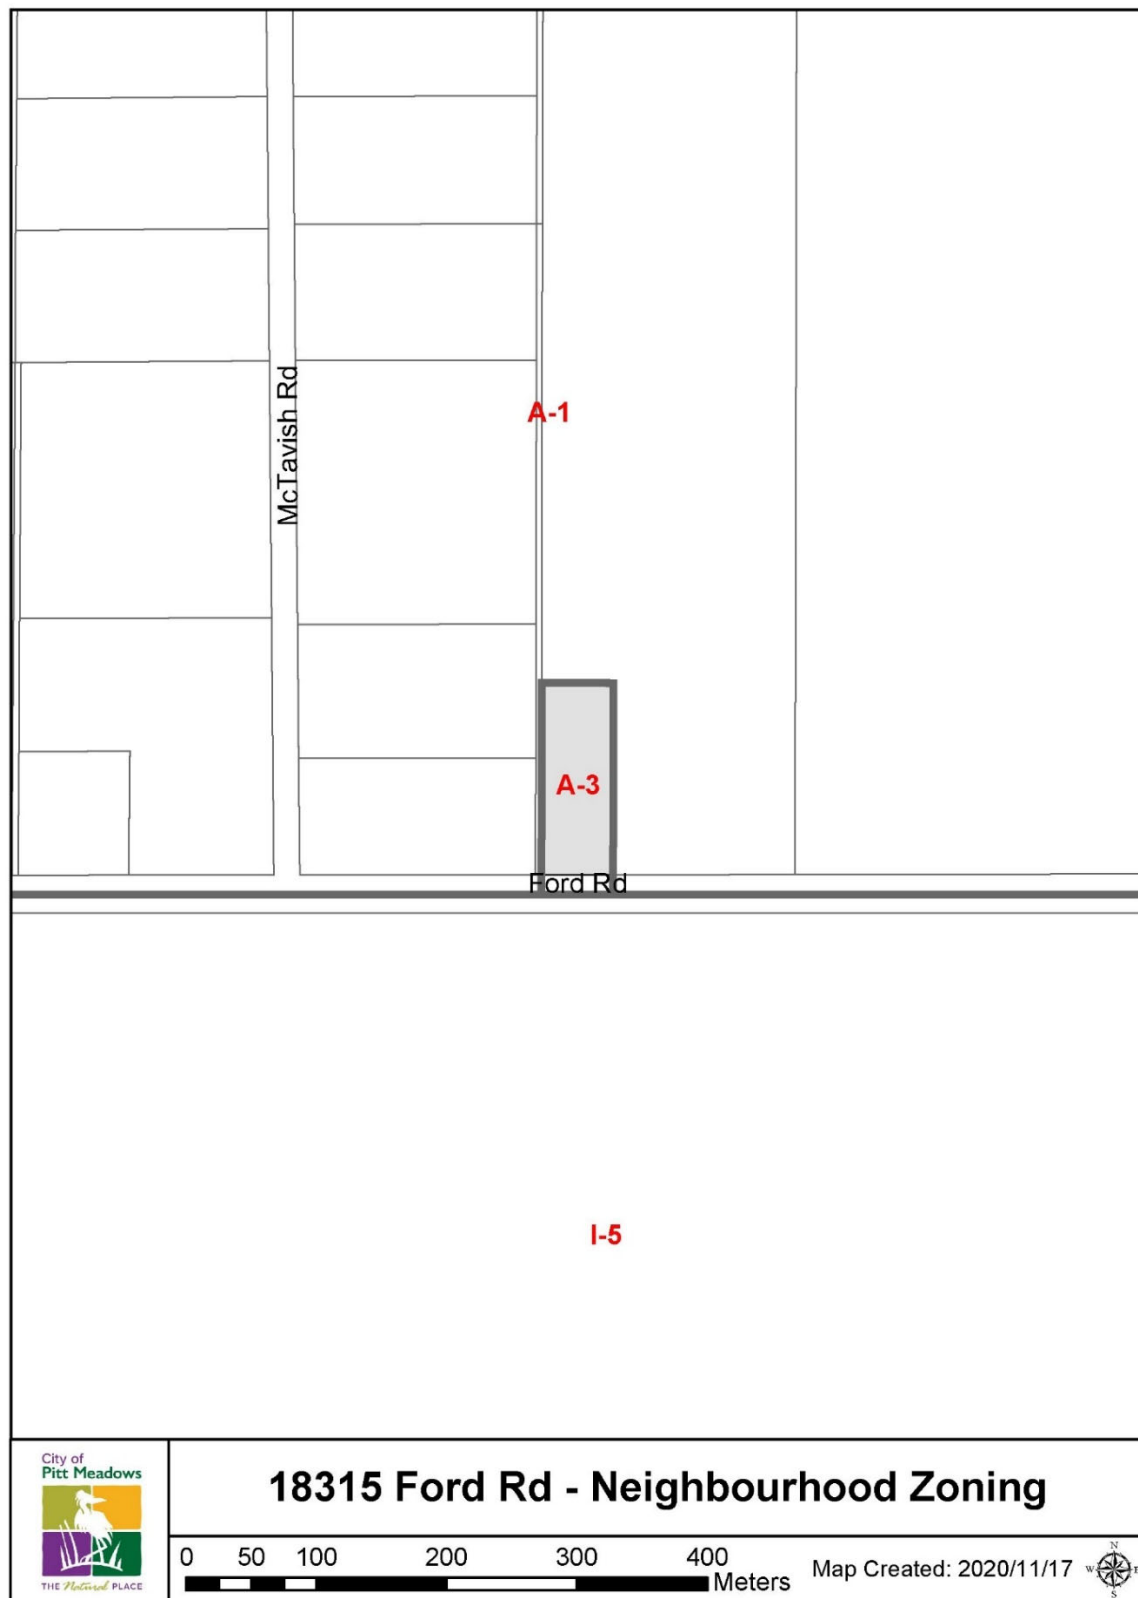 McTavish Rd
A-1
A-3
Ford Rd
I-5
City of
Pitt Meadows
THE Natural PLACE
18315 Ford Rd - Neighbourhood Zoning
0 50 100 200 300 400
Meters
Map Created: 2020/11/17
N
W E
S